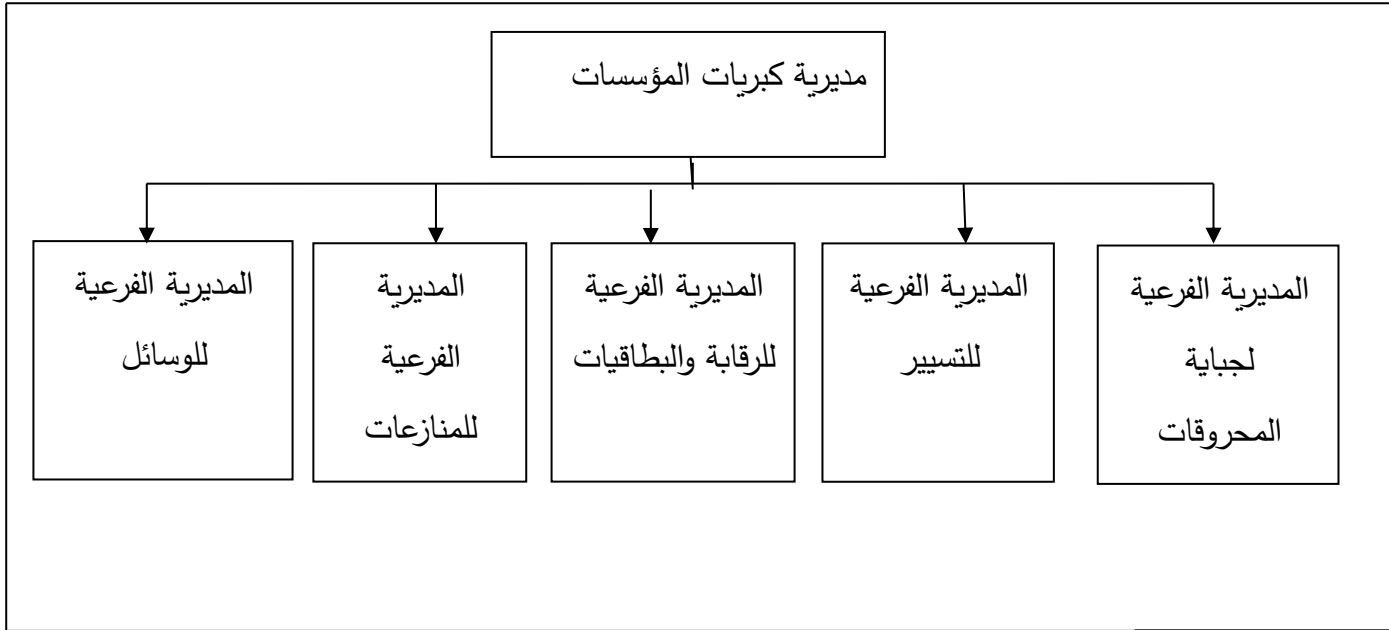 مديرية كبريات المؤسسات
المديرية الفرعية
لجباية
المحروقات
المديرية الفرعية
للتسيير
المديرية الفرعية
للرقابة والبطاقيات
المديرية
الفرعية
للمنازعات
المديرية الفرعية
للوسائل